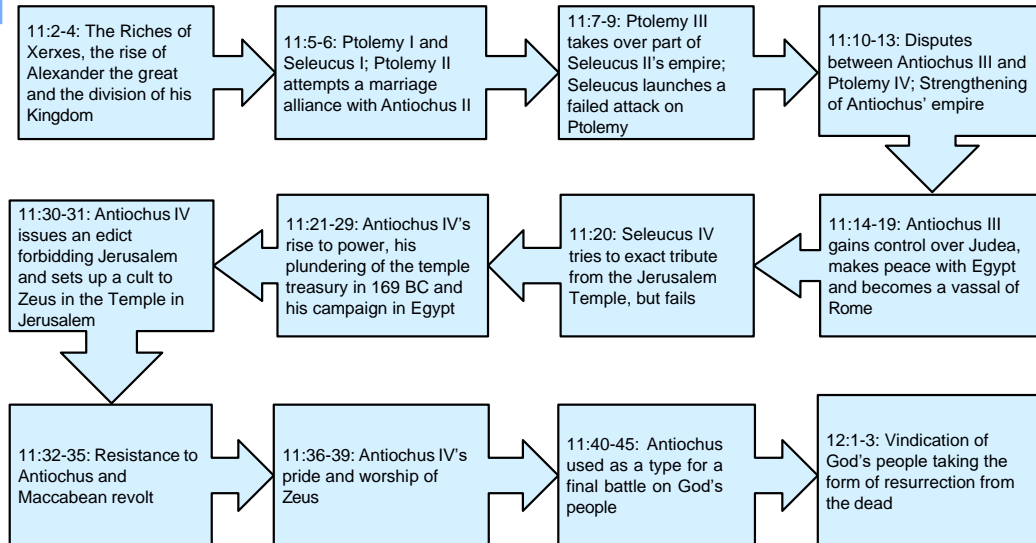 11:2-4: The Riches of
Xerxes, the rise of
Alexander the great
and the division of his
Kingdom
11:5-6: Ptolemy I and
Seleucus I; Ptolemy II
attempts a marriage
alliance with Antiochus II
11:7-9: Ptolemy III
takes over part of
Seleucus II’s empire;
Seleucus launches a
failed attack on
Ptolemy
11:10-13: Disputes
between Antiochus III and
Ptolemy IV; Strengthening
of Antiochus’ empire
11:14-19: Antiochus III
gains control over Judea,
makes peace with Egypt
and becomes a vassal of
Rome
11:20: Seleucus IV
tries to exact tribute
from the Jerusalem
Temple, but fails
11:21-29: Antiochus IV’s
rise to power, his
plundering of the temple
treasury in 169 BC and
his campaign in Egypt
11:30-31: Antiochus IV
issues an edict
forbidding Jerusalem
and sets up a cult to
Zeus in the Temple in
Jerusalem
11:32-35: Resistance to
Antiochus and
Maccabean revolt
11:36-39: Antiochus IV’s
pride and worship of
Zeus
11:40-45: Antiochus
used as a type for a
final battle on God’s
people
12:1-3: Vindication of
God’s people taking the
form of resurrection from
the dead